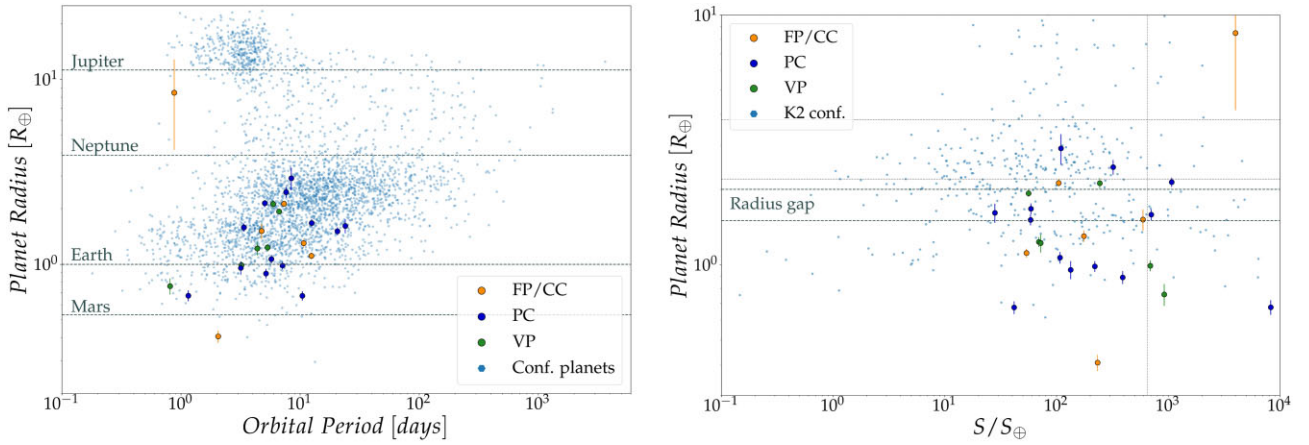 Planet Radius [R⊕]
10¹
10⁰
Jupiter
Neptune
Earth
Mars
FP/CC
PC
VP
Conf. planets
10⁻¹
10⁰
10¹
10²
10³
Orbital Period [days]
Planet Radius [R⊕]
10¹
10⁰
FP/CC
PC
VP
K2 conf.
Radius gap
10⁻¹
10⁰
10¹
10²
10³
10⁴
S/S⊕